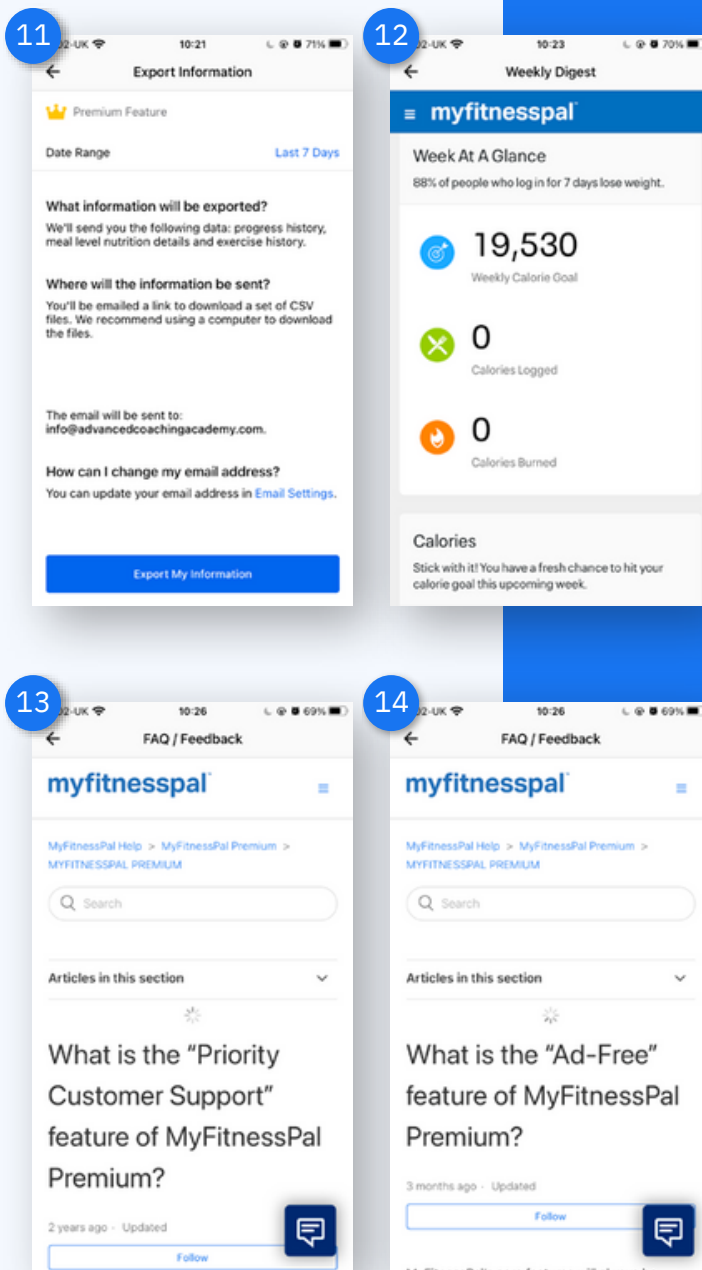 11
02-UK 10:21 71%
Export Information
Premium Feature
Date Range Last 7 Days
What information will be exported?
We'll send you the following data: progress history,
meal level nutrition details and exercise history.
Where will the information be sent?
You'll be emailed a link to download a set of CSV
files. We recommend using a computer to download
the files.
The email will be sent to:
info@advancedcoachingacademy.com.
How can I change my email address?
You can update your email address in Email Settings.
Export My Information
12
2-UK 10:23 70%
Weekly Digest
myfitnesspal
Week At A Glance
88% of people who log in for 7 days lose weight.
19,530
Weekly Calorie Goal
0
Calories Logged
0
Calories Burned
Calories
Stick with it! You have a fresh chance to hit your
calorie goal this upcoming week.
13
2-UK 10:26 69%
FAQ / Feedback
myfitnesspal
MyFitnessPal Help > MyFitnessPal Premium >
MYFITNESSPAL PREMIUM
Search
Articles in this section
What is the “Priority
Customer Support”
feature of MyFitnessPal
Premium?
2 years ago · Updated
Follow
14
2-UK 10:26 69%
FAQ / Feedback
myfitnesspal
MyFitnessPal Help > MyFitnessPal Premium >
MYFITNESSPAL PREMIUM
Search
Articles in this section
What is the “Ad-Free”
feature of MyFitnessPal
Premium?
3 months ago · Updated
Follow